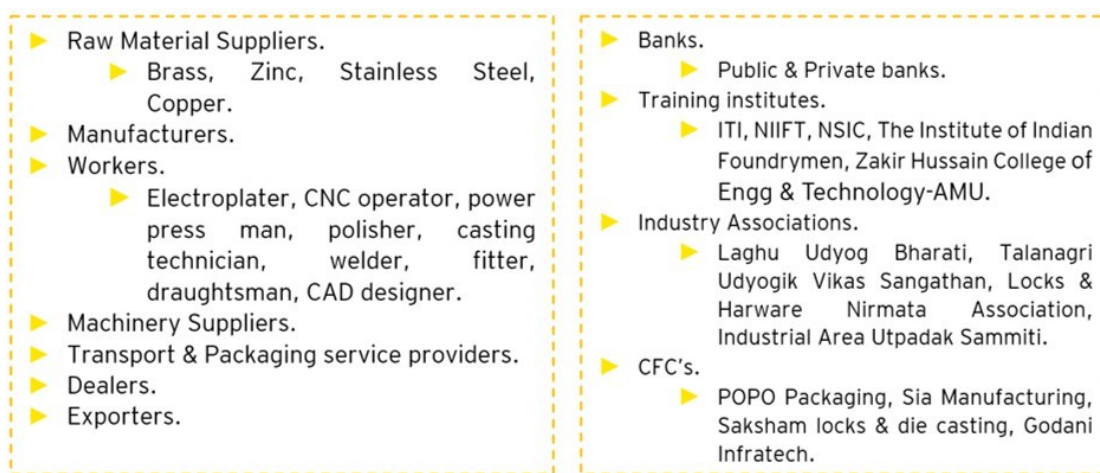 Raw Material Suppliers.
Brass, Zinc, Stainless Steel,
Copper.
Manufacturers.
Workers.
Electroplater, CNC operator, power
press man, polisher, casting
technician, welder, fitter,
draughtsman, CAD designer.
Machinery Suppliers.
Transport & Packaging service providers.
Dealers.
Exporters.
Banks.
Public & Private banks.
Training institutes.
ITI, NIIFT, NSIC, The Institute of Indian
Foundrymen, Zakir Hussain College of
Engg & Technology-AMU.
Industry Associations.
Laghu Udyog Bharati, Talanagri
Udyogik Vikas Sangathan, Locks &
Harware Nirmata Association,
Industrial Area Utpadak Sammiti.
CFC's.
POPO Packaging, Sia Manufacturing,
Saksham locks & die casting, Godani
Infratech.